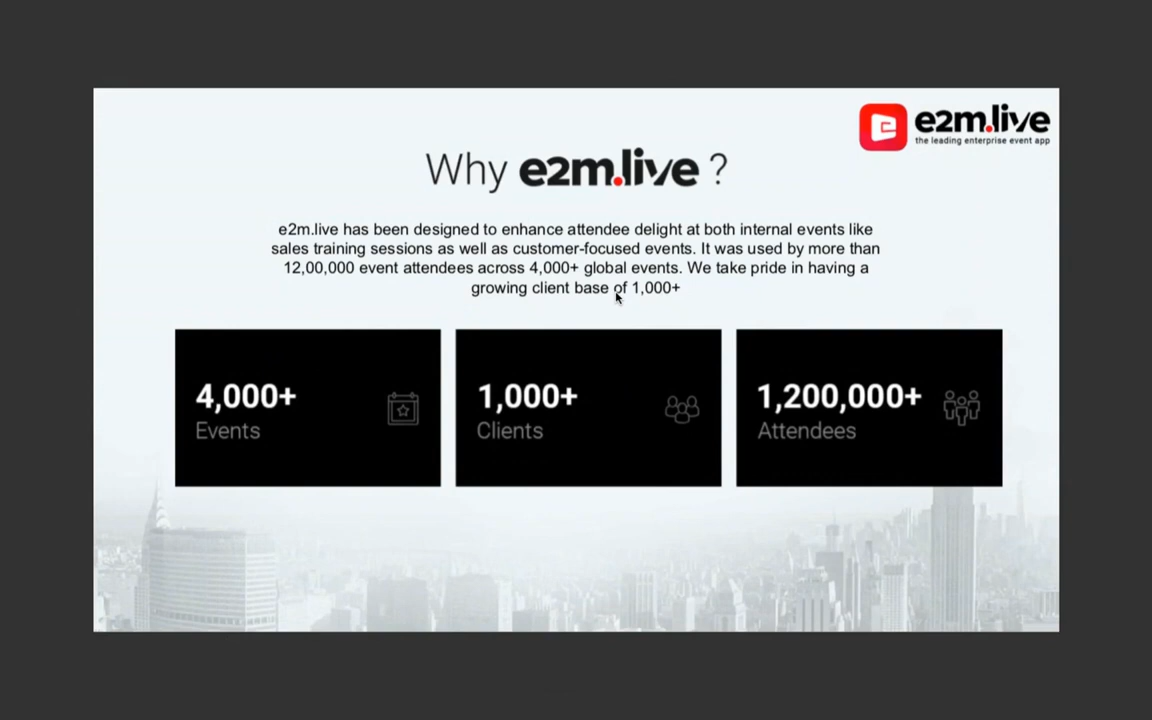 e2m.live
the leading enterprise event app
Why e2m.live ?
e2m.live has been designed to enhance attendee delight at both internal events like
sales training sessions as well as customer-focused events. It was used by more than
12,00,000 event attendees across 4,000+ global events. We take pride in having a
growing client base of 1,000+
4,000+
Events
1,000+
Clients
1,200,000+
Attendees